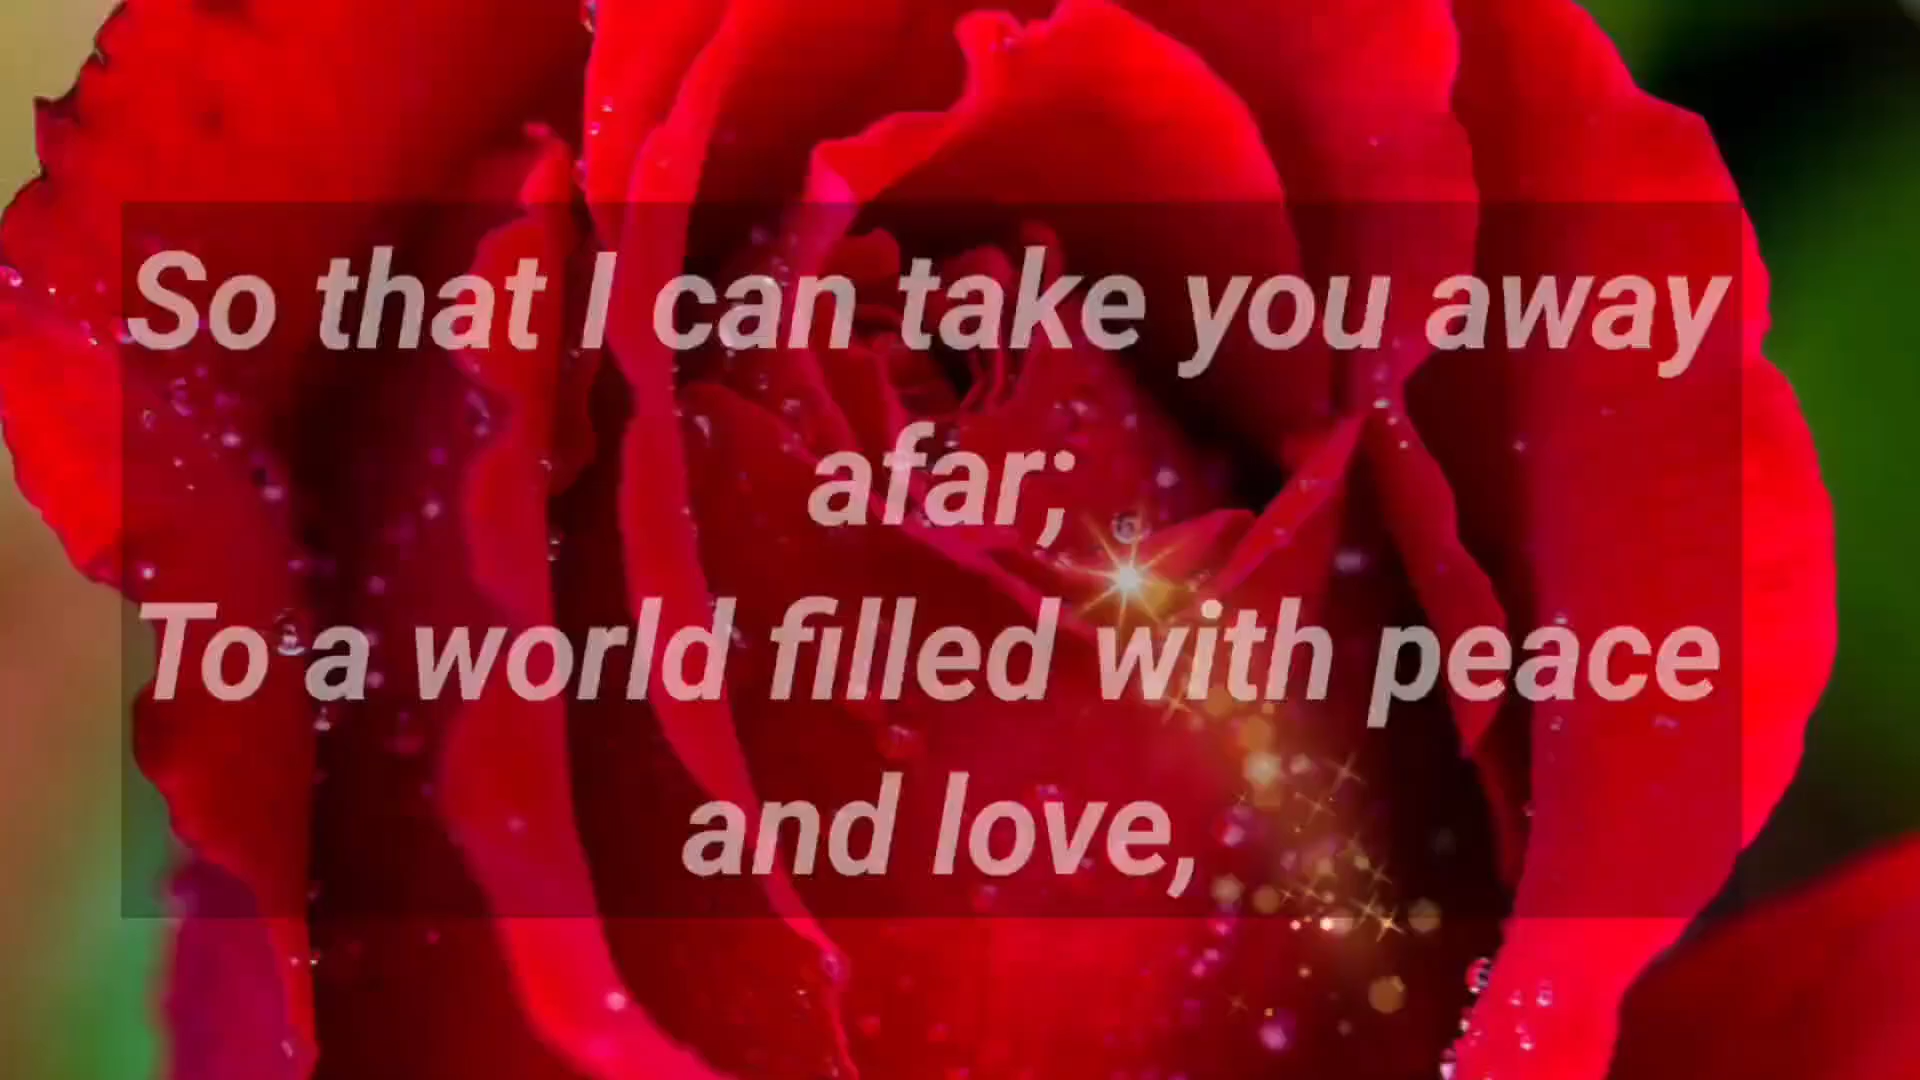 So that I can take you away
afar;
To a world filled with peace
and love,